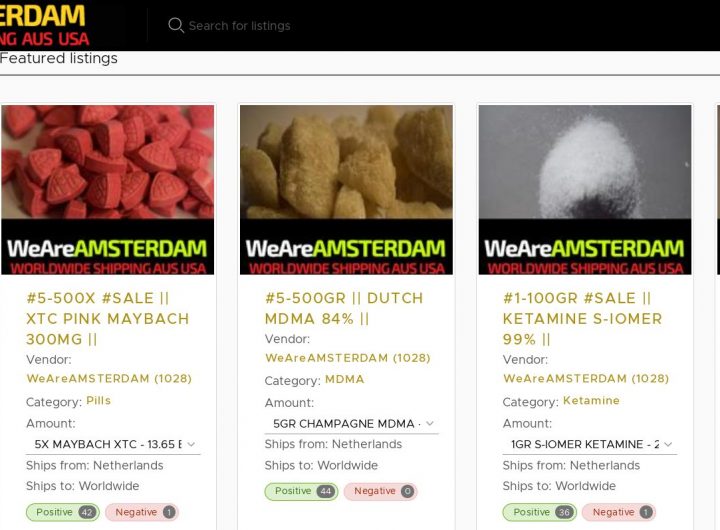 ERDAM
NG AUS USA
Search for listings
Featured listings
WeAreAMSTERDAM
WORLDWIDE SHIPPING AUS USA
#5-500X #SALE ||
XTC PINK MAYBACH
300MG ||
Vendor:
WeAreAMSTERDAM (1028)
Category: Pills
Amount:
5X MAYBACH XTC - 13.65 E
Ships from: Netherlands
Ships to: Worldwide
Positive 42 Negative 1
WeAreAMSTERDAM
WORLDWIDE SHIPPING AUS USA
#5-500GR || DUTCH
MDMA 84% ||
Vendor:
WeAreAMSTERDAM (1028)
Category: MDMA
Amount:
5GR CHAMPAGNE MDMA -
Ships from: Netherlands
Ships to: Worldwide
Positive 44 Negative 0
WeAreAMSTERDAM
WORLDWIDE SHIPPING AUS USA
#1-100GR #SALE ||
KETAMINE S-IOMER
99% ||
Vendor:
WeAreAMSTERDAM (1028)
Category: Ketamine
Amount:
1GR S-IOMER KETAMINE - 2
Ships from: Netherlands
Ships to: Worldwide
Positive 36 Negative 1